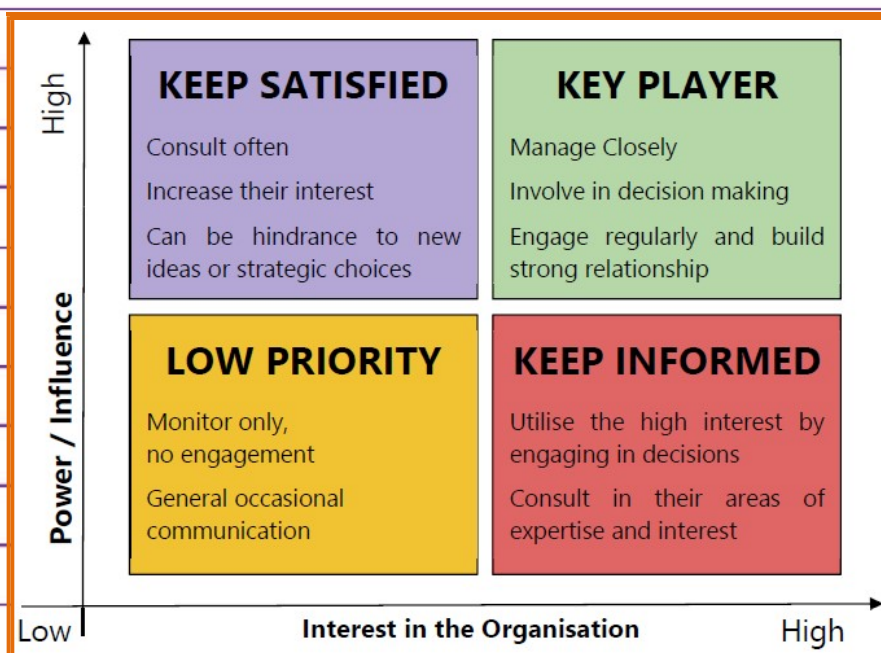 High
KEEP SATISFIED
Consult often
Increase their interest
Can be hindrance to new
ideas or strategic choices
KEY PLAYER
Manage Closely
Involve in decision making
Engage regularly and build
strong relationship
Power / Influence
LOW PRIORITY
Monitor only,
no engagement
General occasional
communication
KEEP INFORMED
Utilise the high interest by
engaging in decisions
Consult in their areas of
expertise and interest
Low
Interest in the Organisation
High